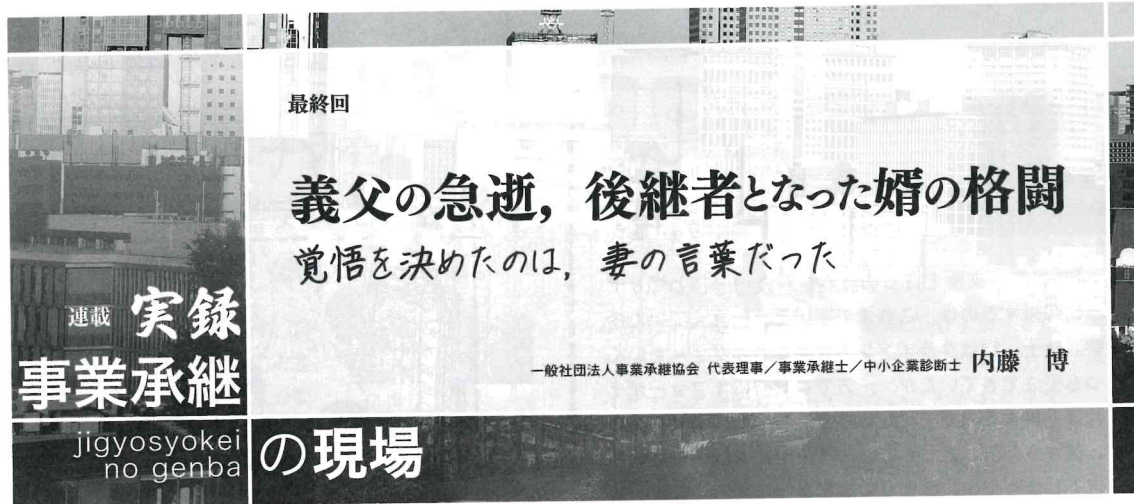 最終回
義父の急逝，後継者となった婿の格闘
覚悟を決めたのは，妻の言葉だった
一般社団法人事業承継協会 代表理事／事業承継士／中小企業診断士 内藤 博
連載 実録
事業承継
jigyosyokei
no genba
の現場